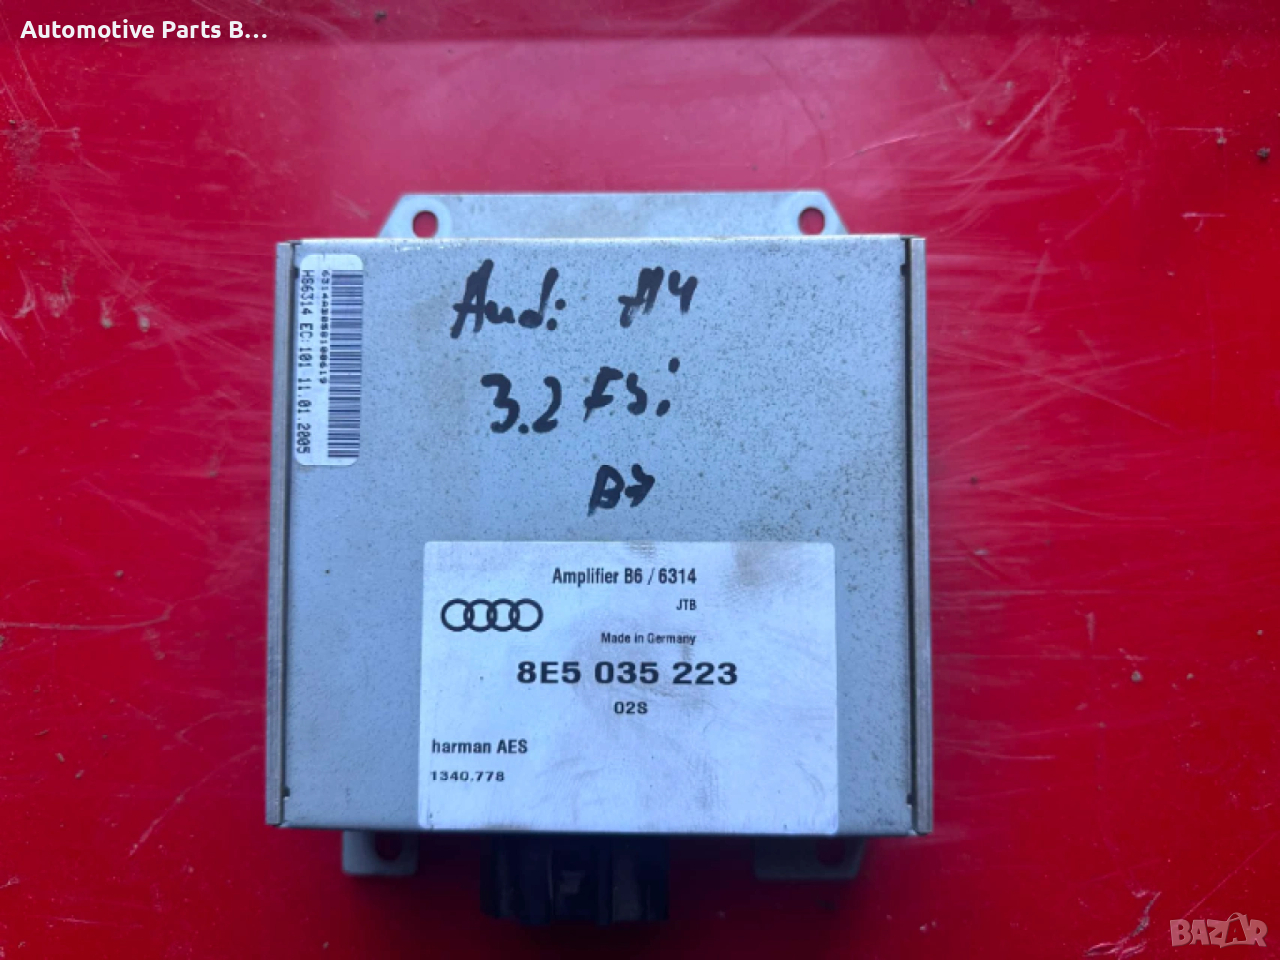 Automotive Parts B...
6314A3056100619
H86314 EC:101 11.01.2005
Audi A4
3.2 FSi
B7
Amplifier B6 / 6314
JTB
Made in Germany
8E5 035 223
02S
harman AES
1340.778
BAZAR